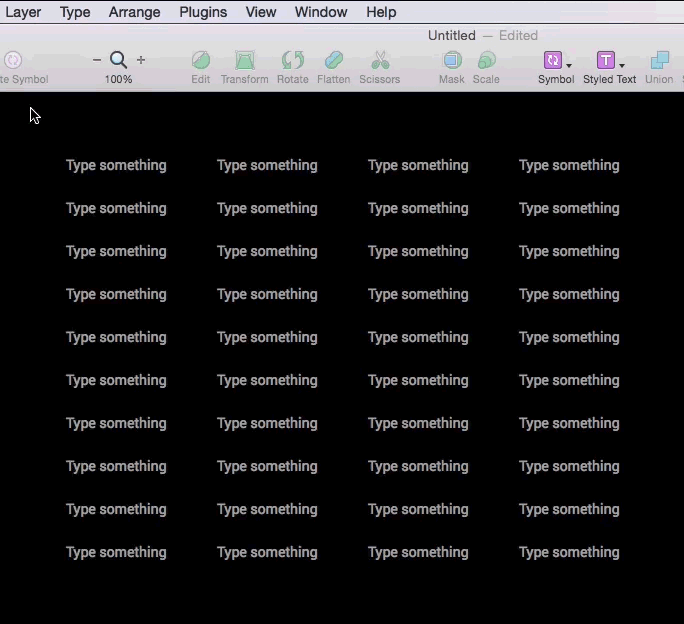 Layer Type Arrange Plugins View Window Help
Untitled — Edited
te Symbol − 100% + Edit Transform Rotate Flatten Scissors Mask Scale Symbol Styled Text Union
Type something Type something Type something Type something
Type something Type something Type something Type something
Type something Type something Type something Type something
Type something Type something Type something Type something
Type something Type something Type something Type something
Type something Type something Type something Type something
Type something Type something Type something Type something
Type something Type something Type something Type something
Type something Type something Type something Type something
Type something Type something Type something Type something